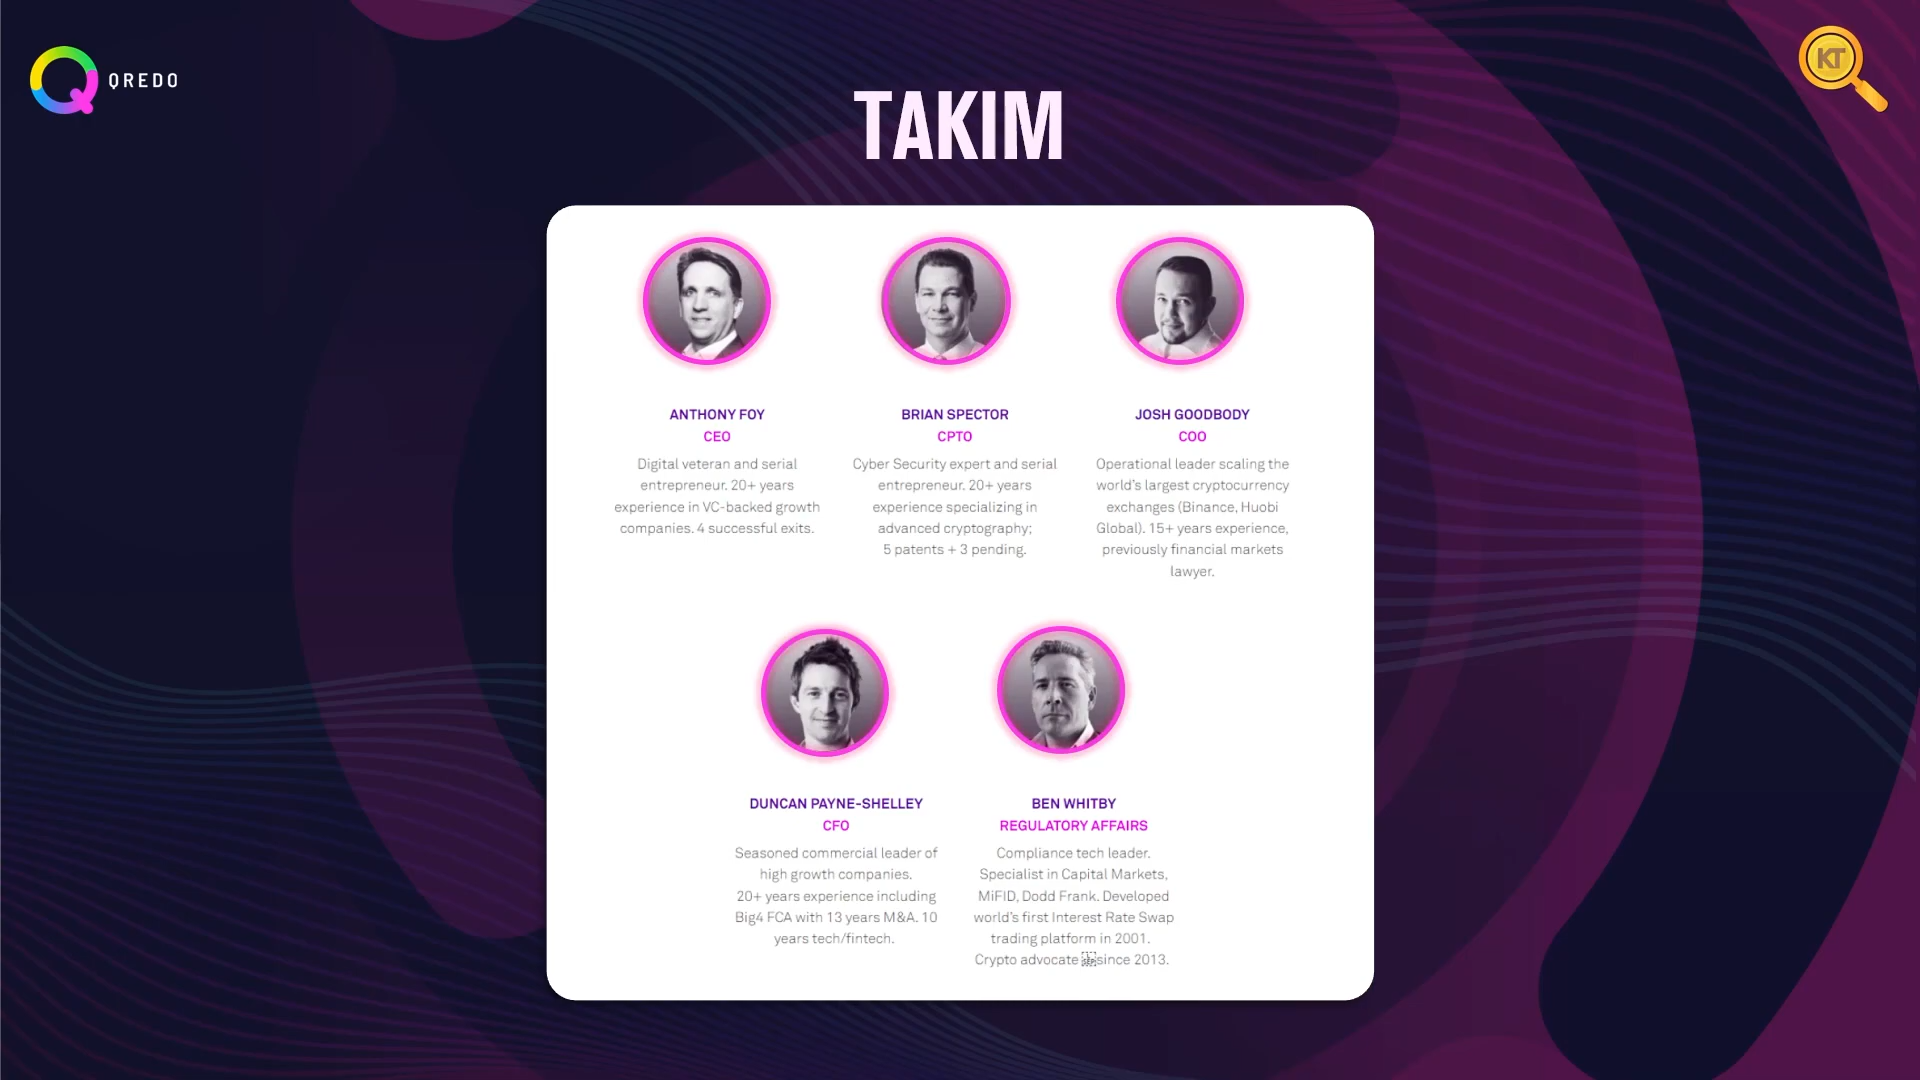 QREDO
KT
TAKIM
ANTHONY FOY
CEO
Digital veteran and serial
entrepreneur. 20+ years
experience in VC-backed growth
companies. 4 successful exits.
BRIAN SPECTOR
CPTO
Cyber Security expert and serial
entrepreneur. 20+ years
experience specializing in
advanced cryptography;
5 patents + 3 pending.
JOSH GOODBODY
COO
Operational leader scaling the
world's largest cryptocurrency
exchanges (Binance, Huobi
Global). 15+ years experience,
previously financial markets
lawyer.
DUNCAN PAYNE-SHELLEY
CFO
Seasoned commercial leader of
high growth companies.
20+ years experience including
Big4 FCA with 13 years M&A. 10
years tech/fintech.
BEN WHITBY
REGULATORY AFFAIRS
Compliance tech leader.
Specialist in Capital Markets,
MiFID, Dodd Frank. Developed
world's first Interest Rate Swap
trading platform in 2001.
Crypto advocate since 2013.